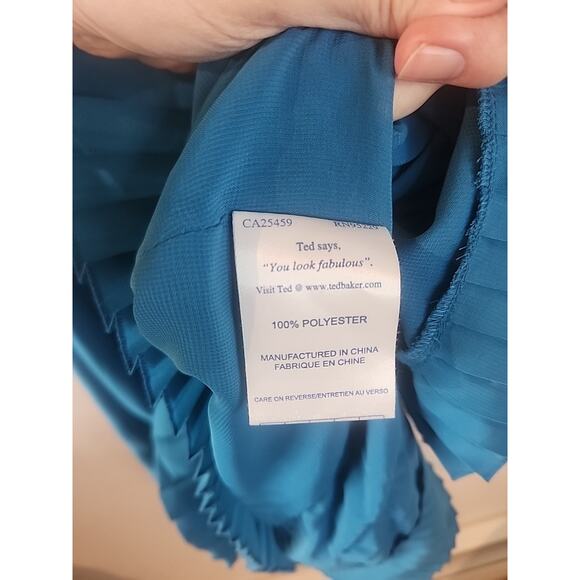 CA25459
Ted says,
"You look fabulous".
Visit Ted @ www.tedbaker.com
100% POLYESTER
MANUFACTURED IN CHINA
FABRIQUE EN CHINE
CARE ON REVERSE/ENTRETIEN AU VERSO